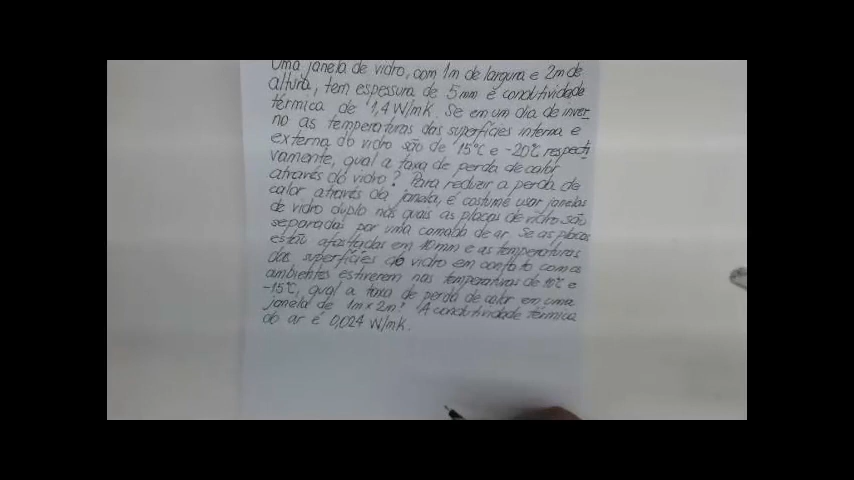 Uma janela de vidro, com 1m de largura e 2m de
altura, tem espessura de 5mm e condutividade
térmica de 1,4 W/mK. Se em um dia de inver-
no as temperaturas das superfícies interna e
externa do vidro são de 15°C e -20°C respecti-
vamente, qual a taxa de perda de calor
através do vidro? Para reduzir a perda de
calor através da janela, é costume usar janelas
de vidro duplo nas quais as placas de vidro são
separadas por uma camada de ar. Se as placas
estão afastadas em 10mm e as temperaturas
das superfícies do vidro em contato com os
ambientes estiverem nas temperaturas de 10°C e
-15°C, qual a taxa de perda de calor em uma
janela de 1m x 2m? A condutividade térmica
do ar é 0,024 W/mK.